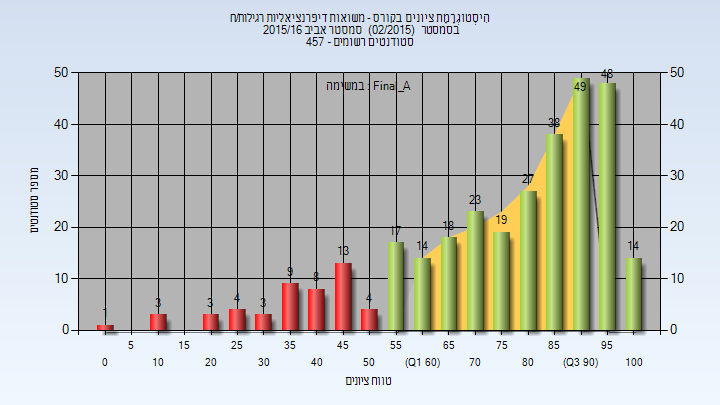 היסטוגרמת ציונים בקורס - משוואות דיפרנציאליות רגילות/ח
בסמסטר (02/2015) סמסטר אביב 2015/16
סטודנטים רשומים - 457
במשימה : Final_A
מספר סטודנטים
50 50
40 40
30 30
20 20
10 10
0 0
1 3 3 4 3 9 8 13 4 17 14 18 23 19 27 38 49 48 14
5 15 25 35 45 55 65 75 85 95
0 10 20 30 40 50 (Q1 60) 70 80 (Q3 90) 100
טווח ציונים